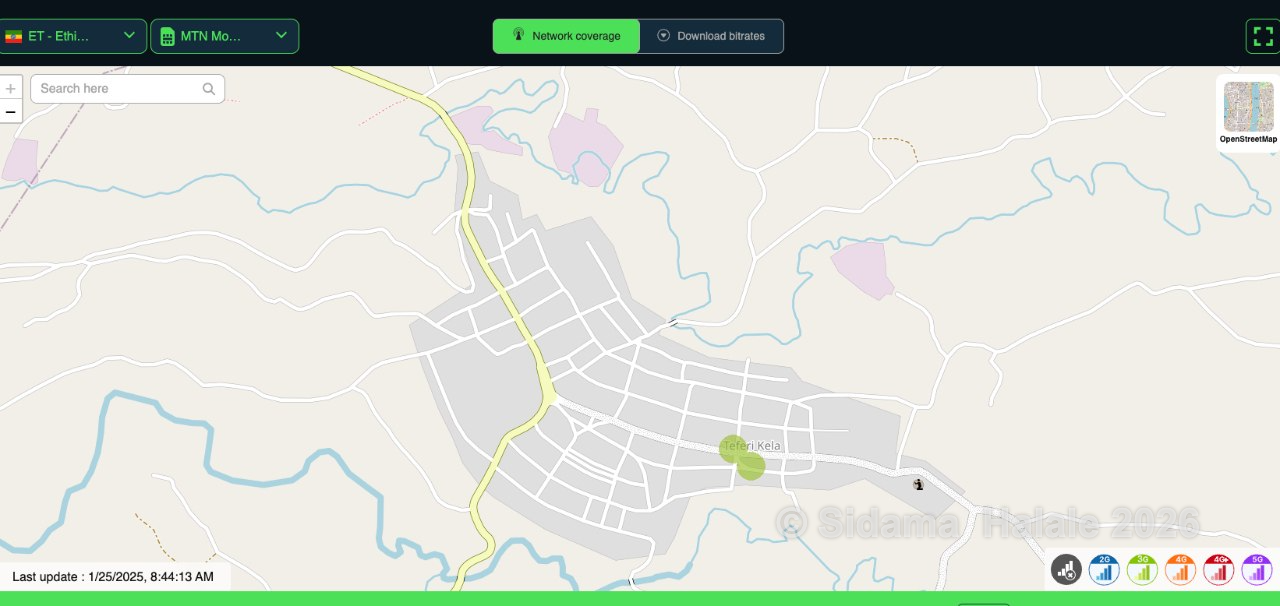 ET - Ethi...
MTN Mo...
Network coverage
Download bitrates
+
Search here
−
OpenStreetMap
Teferi Kela
© Sidama Halale 2026
Last update : 1/25/2025, 8:44:13 AM
2G
3G
4G
4G+
5G